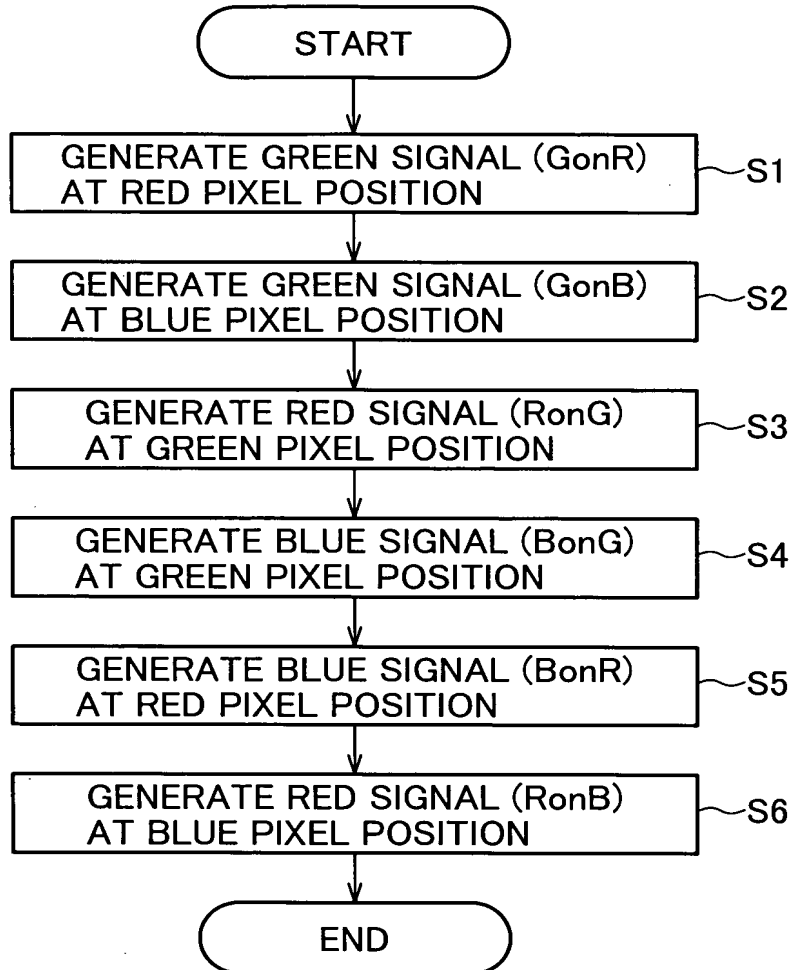 START
GENERATE GREEN SIGNAL (GonR)
AT RED PIXEL POSITION
S1
GENERATE GREEN SIGNAL (GonB)
AT BLUE PIXEL POSITION
S2
GENERATE RED SIGNAL (RonG)
AT GREEN PIXEL POSITION
S3
GENERATE BLUE SIGNAL (BonG)
AT GREEN PIXEL POSITION
S4
GENERATE BLUE SIGNAL (BonR)
AT RED PIXEL POSITION
S5
GENERATE RED SIGNAL (RonB)
AT BLUE PIXEL POSITION
S6
END